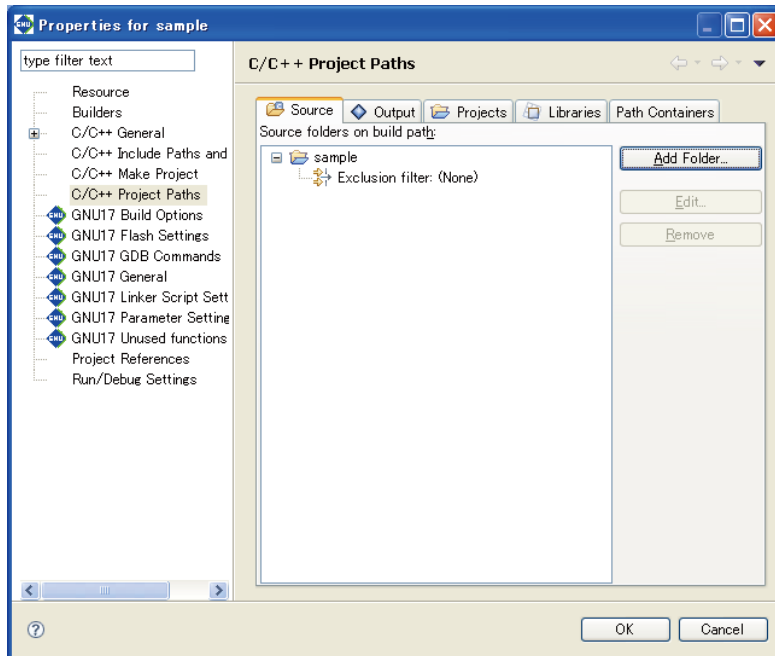 Properties for sample
type filter text
Resource
Builders
C/C++ General
C/C++ Include Paths and
C/C++ Make Project
C/C++ Project Paths
GNU17 Build Options
GNU17 Flash Settings
GNU17 GDB Commands
GNU17 General
GNU17 Linker Script Sett
GNU17 Parameter Setting
GNU17 Unused functions
Project References
Run/Debug Settings
C/C++ Project Paths
Source Output Projects Libraries Path Containers
Source folders on build path:
sample
Exclusion filter: (None)
Add Folder...
Edit...
Remove
OK Cancel